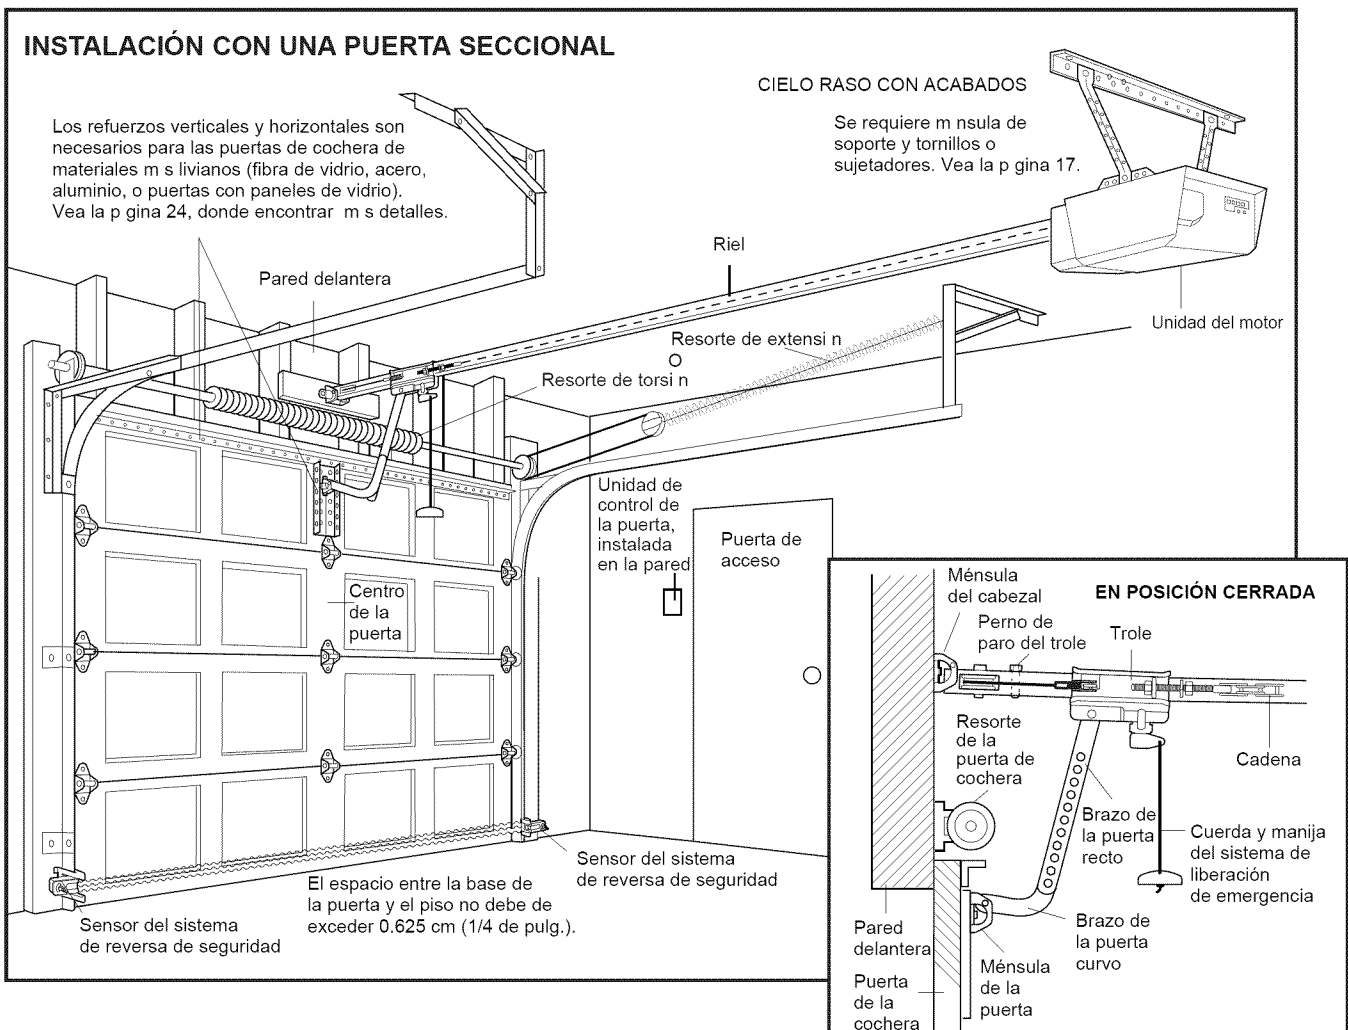 INSTALACIÓN CON UNA PUERTA SECCIONAL
CIELO RASO CON ACABADOS
Se requiere m nsula de
soporte y tornillos o
sujetadores. Vea la p gina 17.
Los refuerzos verticales y horizontales son
necesarios para las puertas de cochera de
materiales m s livianos (fibra de vidrio, acero,
aluminio, o puertas con paneles de vidrio).
Vea la p gina 24, donde encontrar m s detalles.
Riel
Pared delantera
Unidad del motor
Resorte de extensi n
Resorte de torsi n
Unidad de
control de
la puerta,
instalada
en la pared
Puerta de
acceso
Centro
de la
puerta
Sensor del sistema
de reversa de seguridad
El espacio entre la base de
la puerta y el piso no debe de
exceder 0.625 cm (1/4 de pulg.).
Sensor del sistema
de reversa de seguridad
EN POSICIÓN CERRADA
Ménsula
del cabezal
Perno de
paro del trole
Trole
Resorte
de la
puerta de
cochera
Cadena
Brazo de
la puerta
recto
Cuerda y manija
del sistema de
liberación
de emergencia
Pared
delantera
Brazo de
la puerta
curvo
Ménsula
de la
puerta
Puerta
de la
cochera